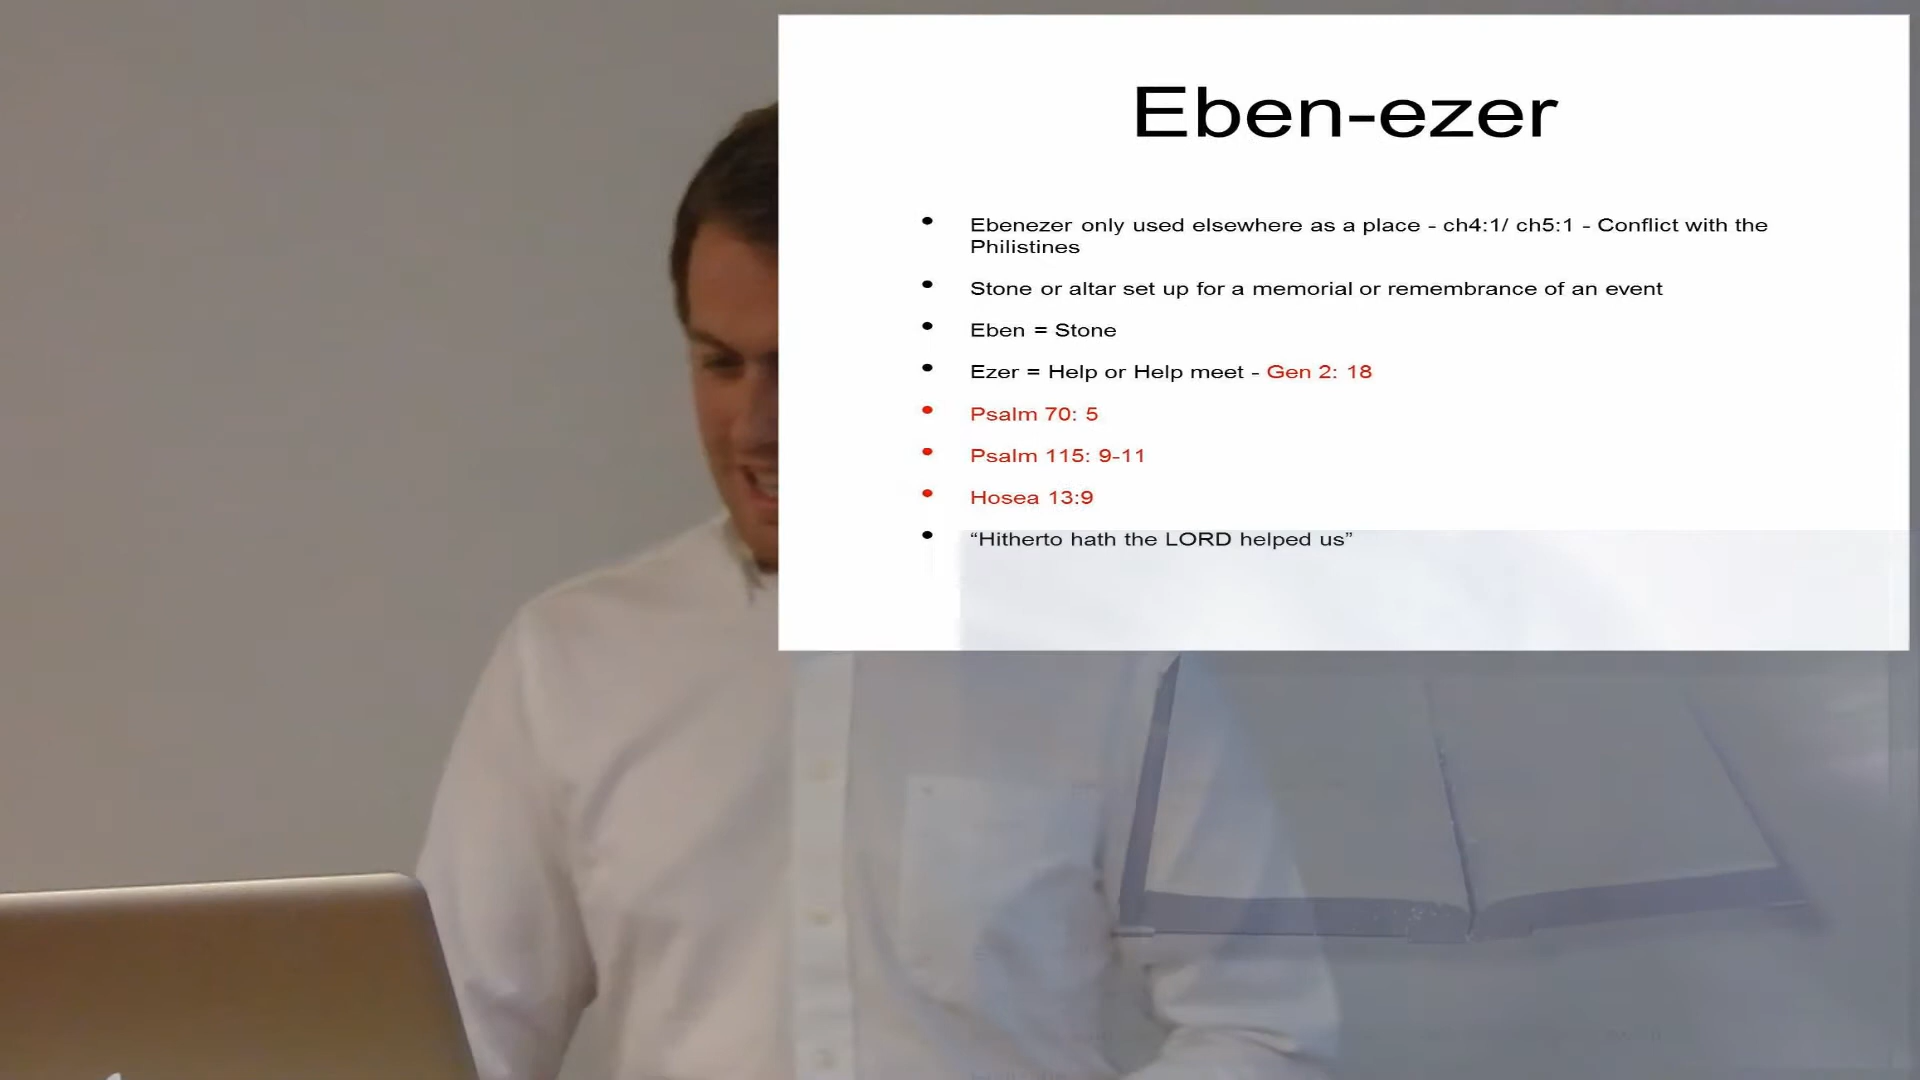 Eben-ezer
• Ebenezer only used elsewhere as a place - ch4:1/ ch5:1 - Conflict with the
Philistines
• Stone or altar set up for a memorial or remembrance of an event
• Eben = Stone
• Ezer = Help or Help meet - Gen 2: 18
• Psalm 70: 5
• Psalm 115: 9-11
• Hosea 13:9
• “Hitherto hath the LORD helped us”